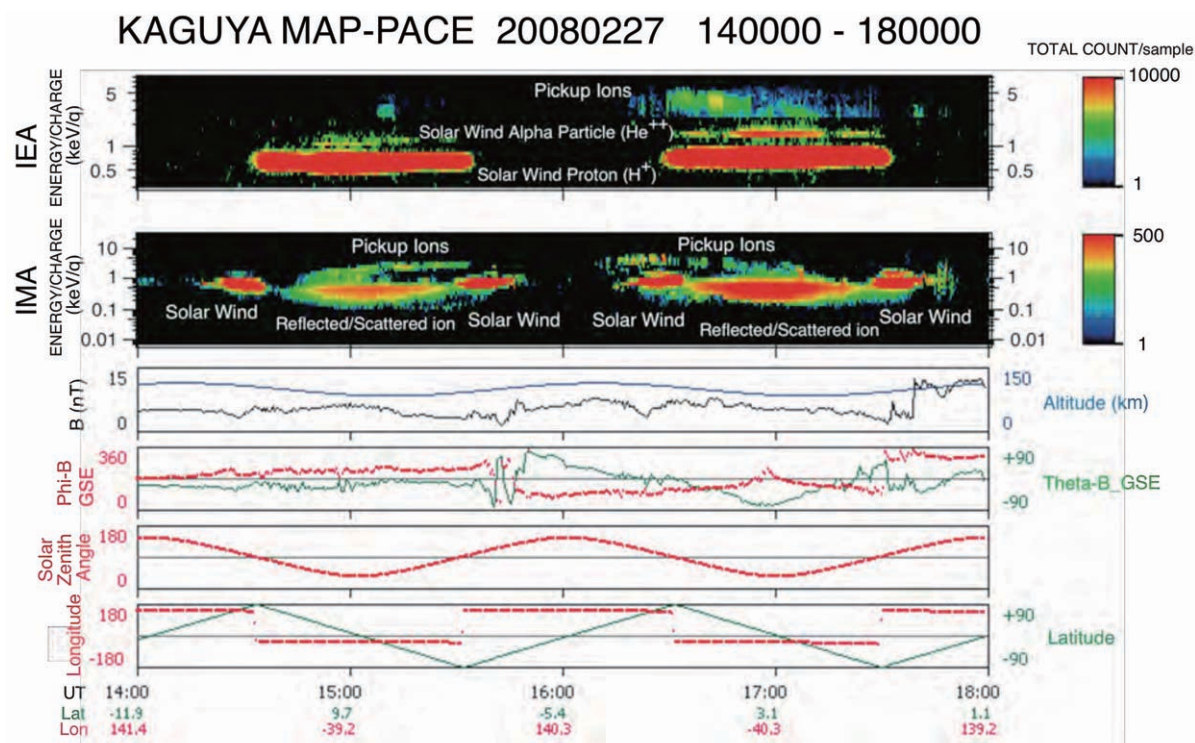 KAGUYA MAP-PACE 20080227 140000 - 180000
TOTAL COUNT/sample
IEA
ENERGY/CHARGE
(keV/q)
5
1
0.5
Pickup Ions
Solar Wind Alpha Particle (He++)
Solar Wind Proton (H+)
5
1
0.5
10000
1
IMA
ENERGY/CHARGE
(keV/q)
10
1
0.1
0.01
Pickup Ions
Pickup Ions
Solar Wind
Reflected/Scattered ion
Solar Wind
Solar Wind
Reflected/Scattered ion
Solar Wind
10
1
0.1
0.01
500
1
B (nT)
15
0
150
0
Altitude (km)
Phi-B
GSE
360
0
+90
-90
Theta-B_GSE
Solar
Zenith
Angle
180
0
Longitude
180
-180
+90
-90
Latitude
UT 14:00 15:00 16:00 17:00 18:00
Lat -11.9 9.7 -5.4 3.1 1.1
Lon 141.4 -39.2 140.3 -40.3 139.2